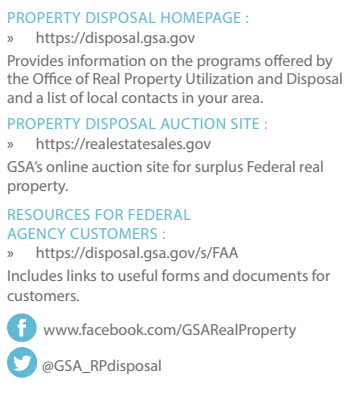 PROPERTY DISPOSAL HOMEPAGE :
» https://disposal.gsa.gov
Provides information on the programs offered by
the Office of Real Property Utilization and Disposal
and a list of local contacts in your area.
PROPERTY DISPOSAL AUCTION SITE :
» https://realestatesales.gov
GSA's online auction site for surplus Federal real
property.
RESOURCES FOR FEDERAL
AGENCY CUSTOMERS :
» https://disposal.gsa.gov/s/FAA
Includes links to useful forms and documents for
customers.
www.facebook.com/GSARealProperty
@GSA_RPdisposal